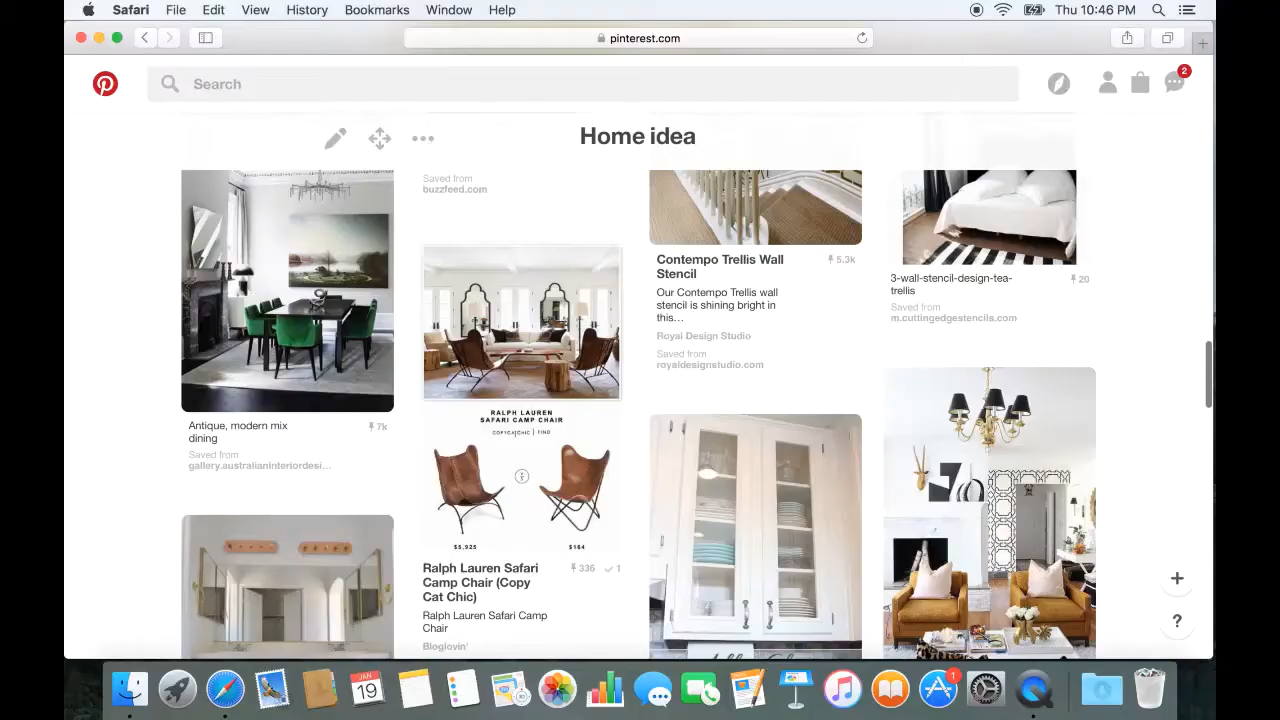 Safari File Edit View History Bookmarks Window Help Thu 10:46 PM
pinterest.com
Search
2
Home idea
Saved from
buzzfeed.com
Antique, modern mix
dining
7k
Saved from
gallery.australianinteriordesi...
RALPH LAUREN
SAFARI CAMP CHAIR
COPYCATCHIC | FIND
$5,925 $164
Ralph Lauren Safari
Camp Chair (Copy
Cat Chic)
336 1
Ralph Lauren Safari Camp
Chair
Bloglovin'
Contempo Trellis Wall
Stencil
5.3k
Our Contempo Trellis wall
stencil is shining bright in
this...
Royal Design Studio
Saved from
royaldesignstudio.com
3-wall-stencil-design-tea-
trellis
20
Saved from
m.cuttingedgestencils.com
+
?
JAN
19
1